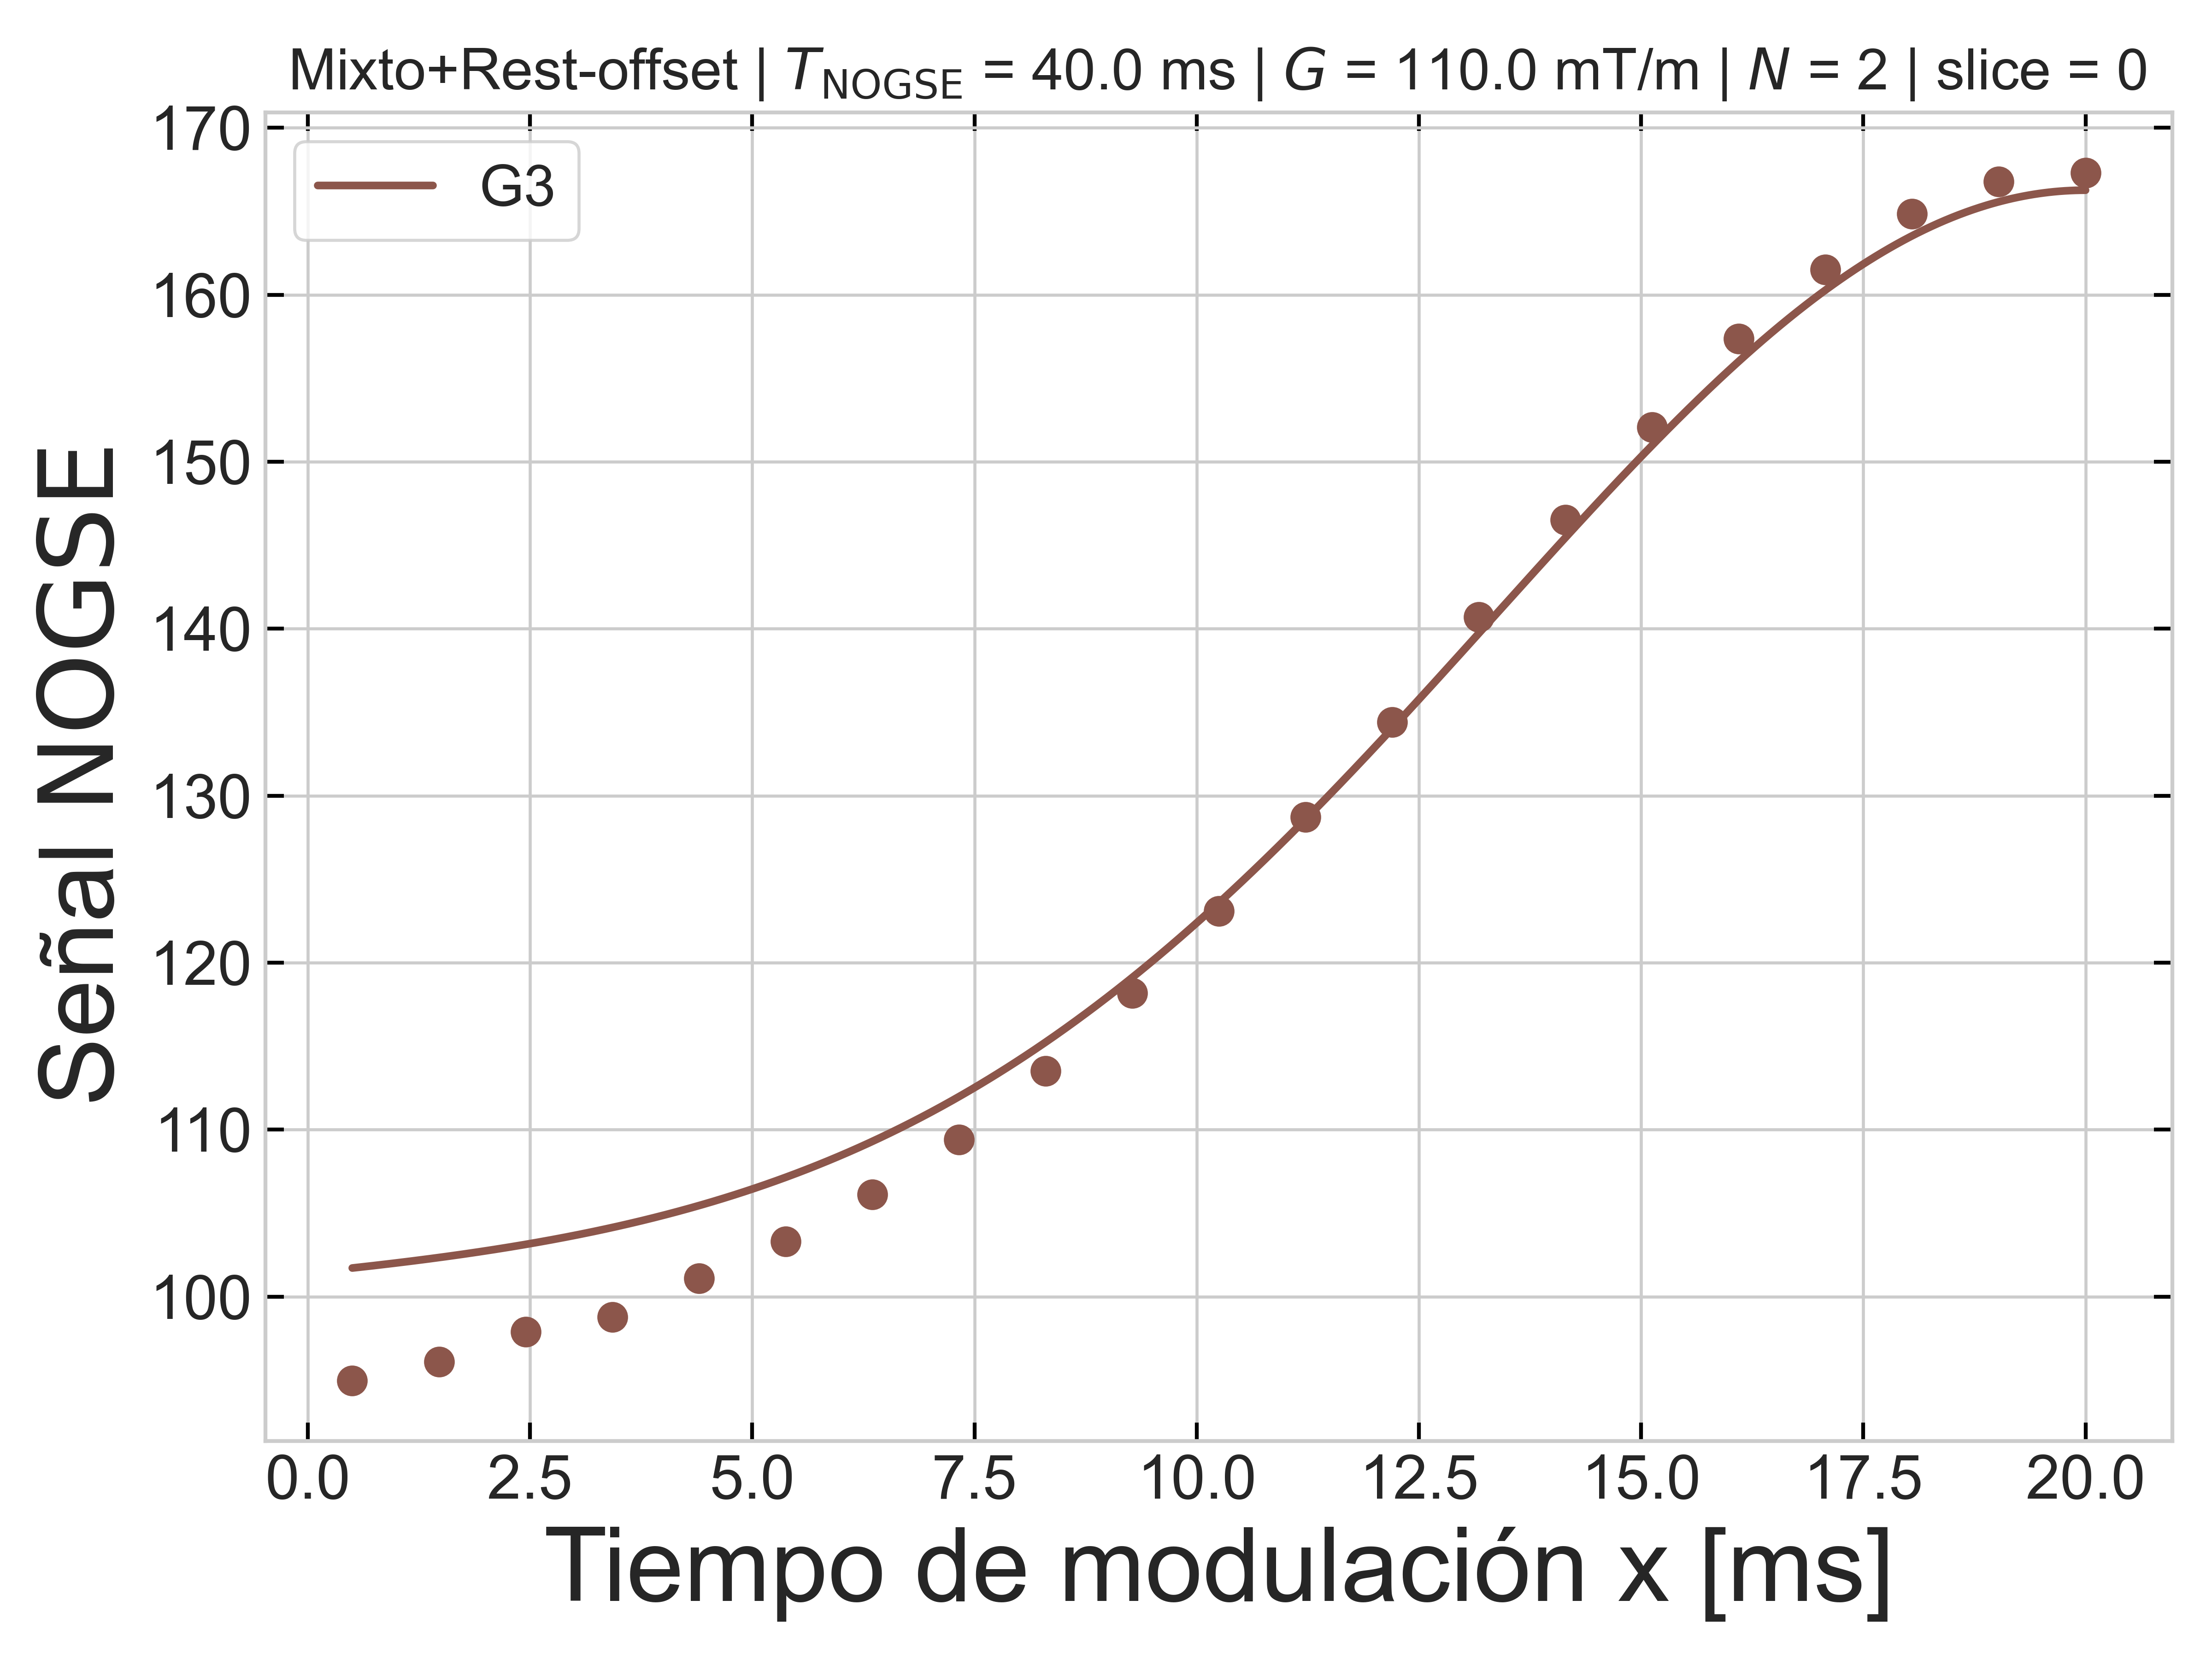 Mixto+Rest-offset | T_NOGSE = 40.0 ms | G = 110.0 mT/m | N = 2 | slice = 0
G3
170
160
150
140
130
120
110
100
Señal NOGSE
0.0 2.5 5.0 7.5 10.0 12.5 15.0 17.5 20.0
Tiempo de modulación x [ms]